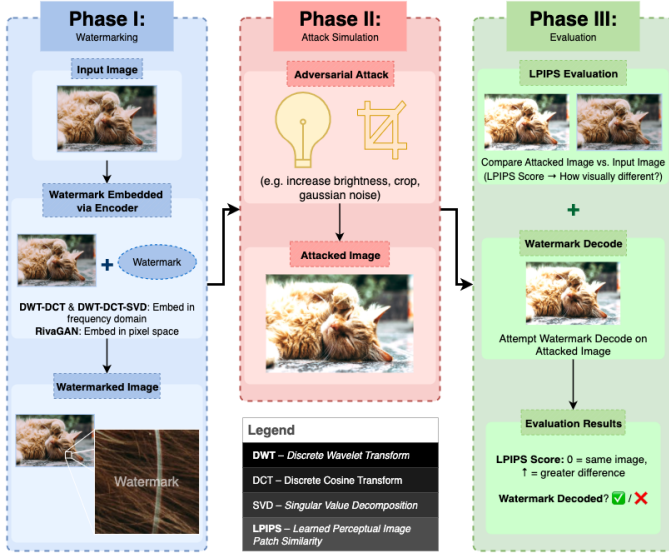 Phase I:
Watermarking
Input Image
Watermark Embedded
via Encoder
+
Watermark
DWT-DCT & DWT-DCT-SVD: Embed in
frequency domain
RivaGAN: Embed in pixel space
Watermarked Image
Watermark
Phase II:
Attack Simulation
Adversarial Attack
(e.g. increase brightness, crop,
gaussian noise)
Attacked Image
Legend
DWT – Discrete Wavelet Transform
DCT – Discrete Cosine Transform
SVD – Singular Value Decomposition
LPIPS – Learned Perceptual Image
Patch Similarity
Phase III:
Evaluation
LPIPS Evaluation
Compare Attacked Image vs. Input Image
(LPIPS Score → How visually different?)
+
Watermark Decode
Attempt Watermark Decode on
Attacked Image
Evaluation Results
LPIPS Score: 0 = same image,
↑ = greater difference
Watermark Decoded? ✅ / ❌